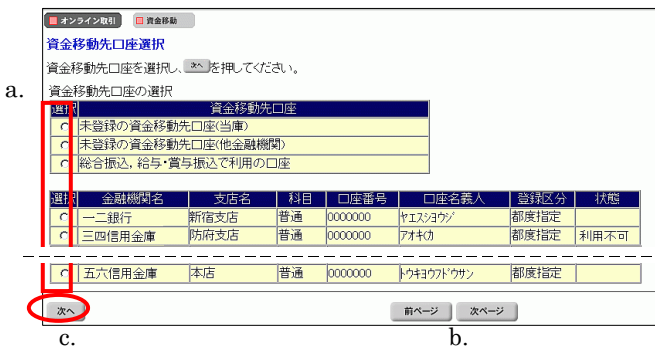 オンライン取引 資金移動
資金移動先口座選択
資金移動先口座を選択し、次へを押してください。
a. 資金移動先口座の選択
選択 資金移動先口座
未登録の資金移動先口座(当庫)
未登録の資金移動先口座(他金融機関)
総合振込,給与・賞与振込で利用の口座
選択 金融機関名 支店名 科目 口座番号 口座名義人 登録区分 状態
一二銀行 新宿支店 普通 0000000 ヤエスシヨウジ 都度指定
三四信用金庫 防府支店 普通 0000000 アオキカ 都度指定 利用不可
五六信用金庫 本店 普通 0000000 トウキヨウフドウサン 都度指定
次へ 前ページ 次ページ
c. b.